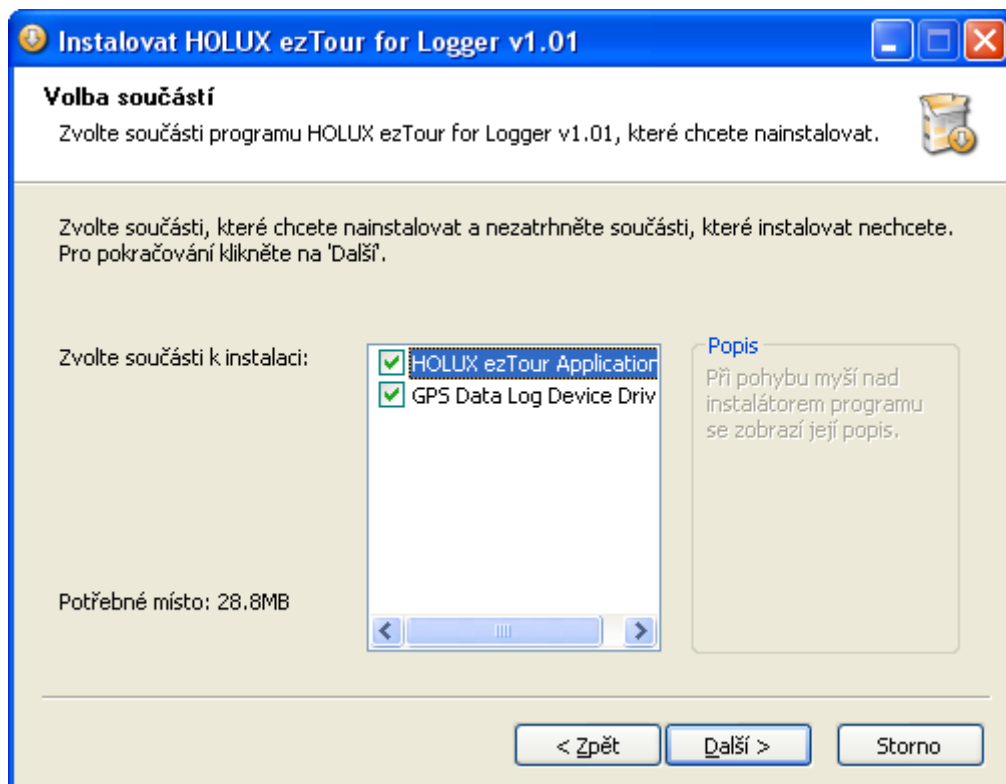 Instalovat HOLUX ezTour for Logger v1.01
Volba součástí
Zvolte součásti programu HOLUX ezTour for Logger v1.01, které chcete nainstalovat.
Zvolte součásti, které chcete nainstalovat a nezatrhněte součásti, které instalovat nechcete.
Pro pokračování klikněte na 'Další'.
Zvolte součásti k instalaci:
HOLUX ezTour Application
GPS Data Log Device Driv
Popis
Při pohybu myší nad
instalátorem programu
se zobrazí její popis.
Potřebné místo: 28.8MB
< Zpět
Další >
Storno